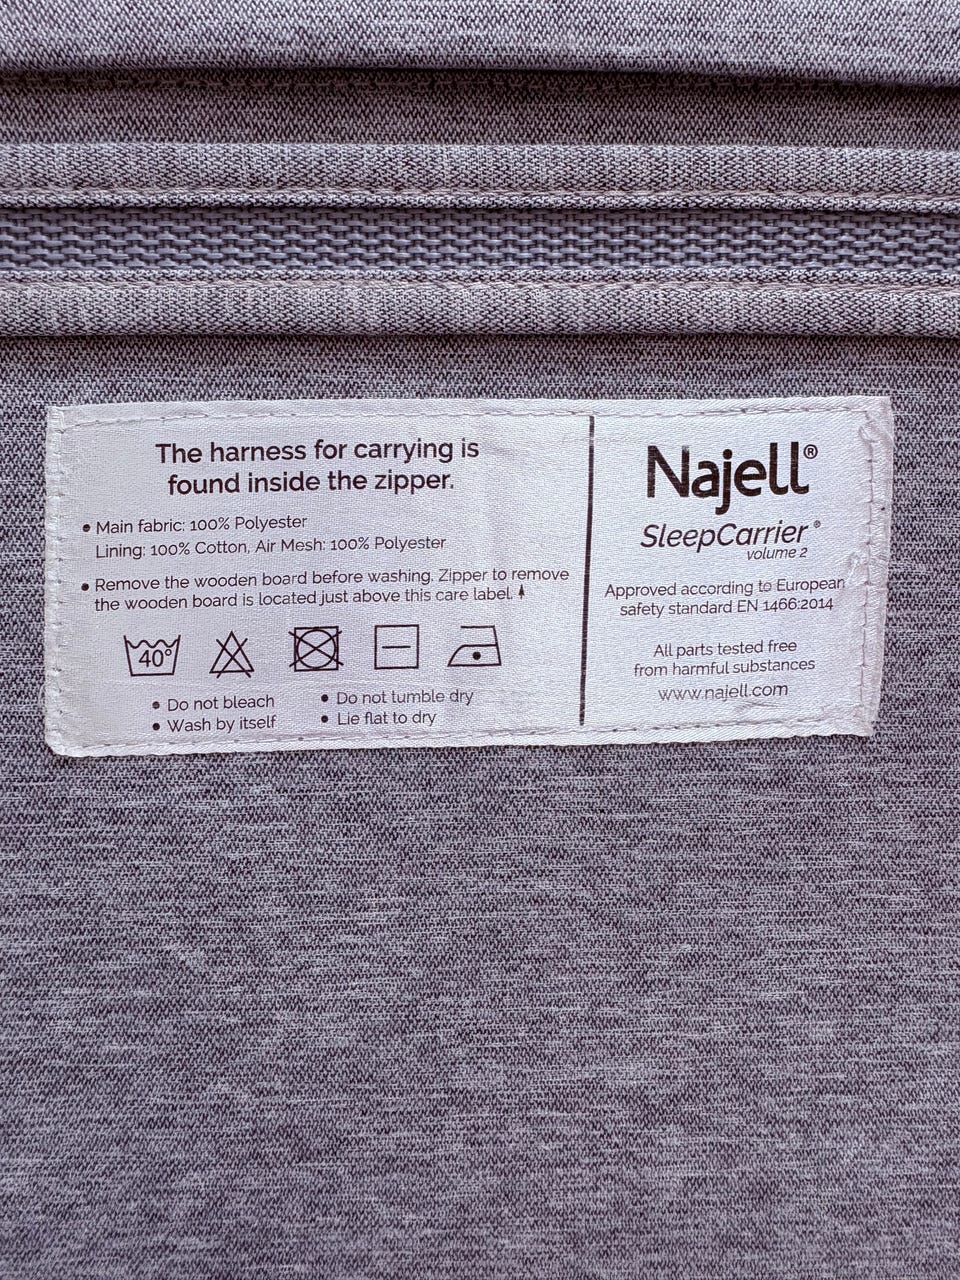 The harness for carrying is
found inside the zipper.
• Main fabric: 100% Polyester
Lining: 100% Cotton, Air Mesh: 100% Polyester
• Remove the wooden board before washing. Zipper to remove
the wooden board is located just above this care label.
40°
• Do not bleach
• Wash by itself
• Do not tumble dry
• Lie flat to dry
Najell®
SleepCarrier®
volume 2
Approved according to European
safety standard EN 1466:2014
All parts tested free
from harmful substances
www.najell.com